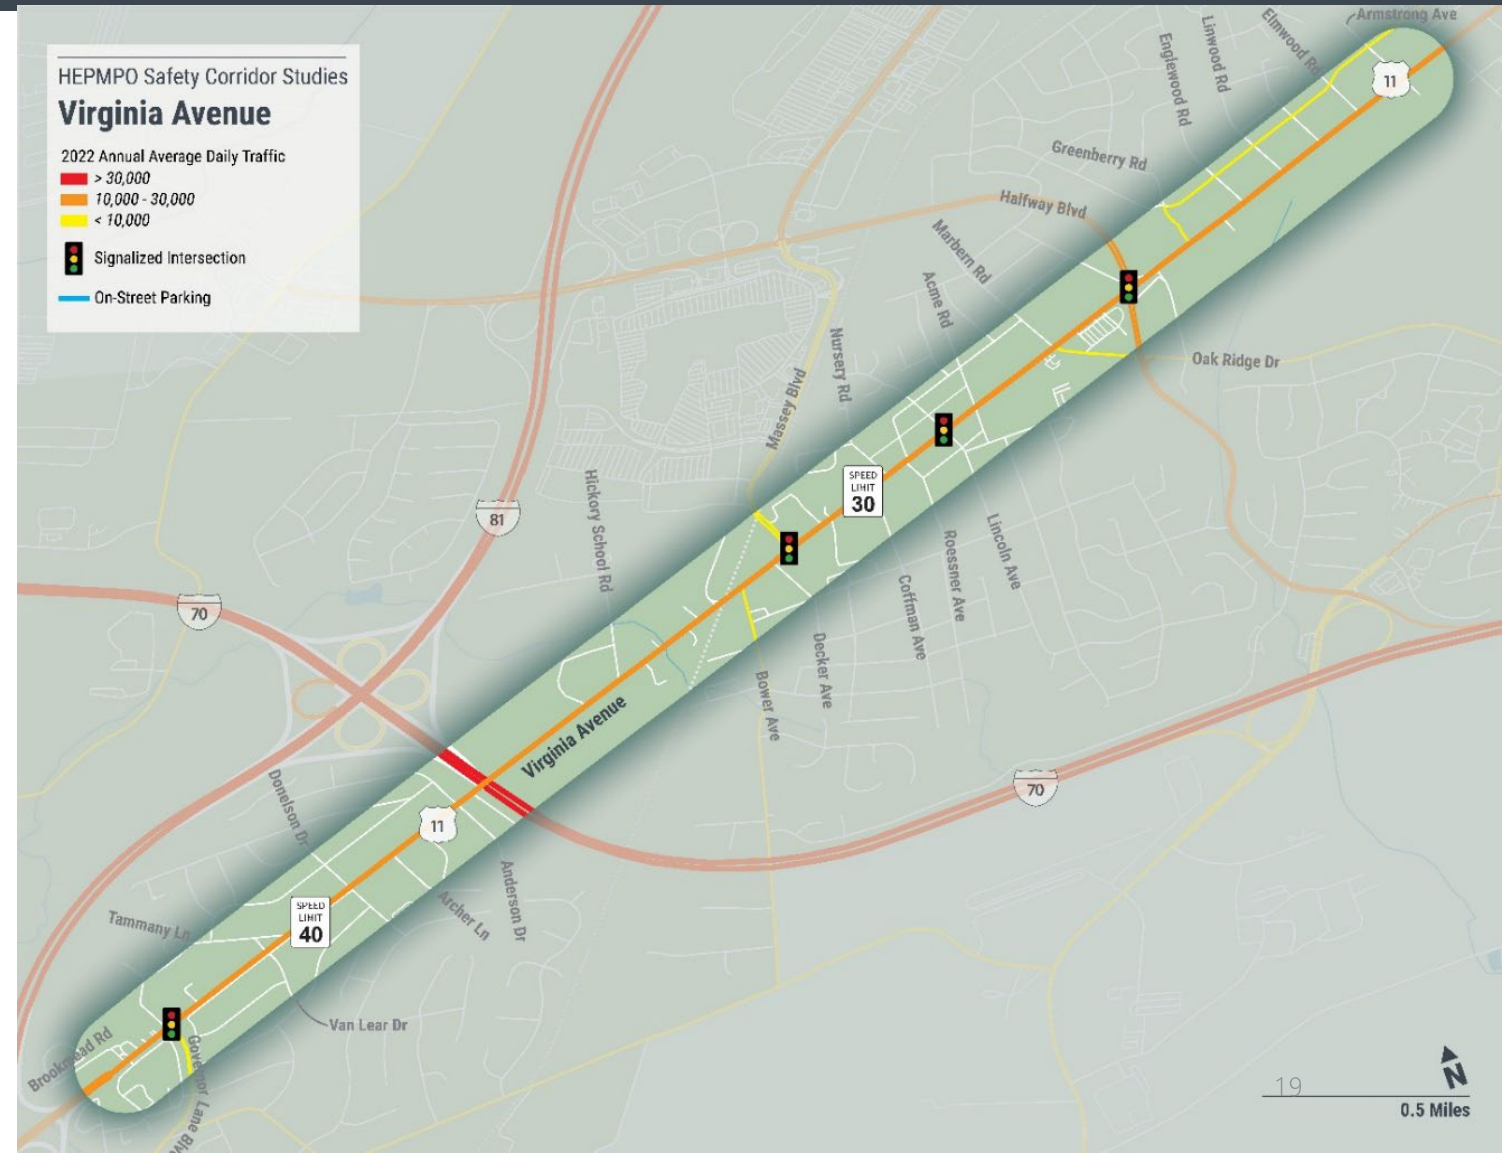 HEPMPO Safety Corridor Studies
Virginia Avenue
2022 Annual Average Daily Traffic
> 30,000
10,000 - 30,000
< 10,000
Signalized Intersection
On-Street Parking
Armstrong Ave
Elmwood Rd
Linwood Rd
Englewood Rd
11
Greenberry Rd
Halfway Blvd
Marbern Rd
Acme Rd
Nursery Rd
Oak Ridge Dr
Massey Blvd
SPEED
LIMIT
30
Hickory School Rd
81
Lincoln Ave
Roessner Ave
Coffman Ave
70
Decker Ave
Bower Ave
Virginia Avenue
70
Donelson Dr
11
Anderson Dr
Archer Ln
SPEED
LIMIT
40
Tammany Ln
Van Lear Dr
Brookmead Rd
Governor Lane Blvd
19
N
0.5 Miles